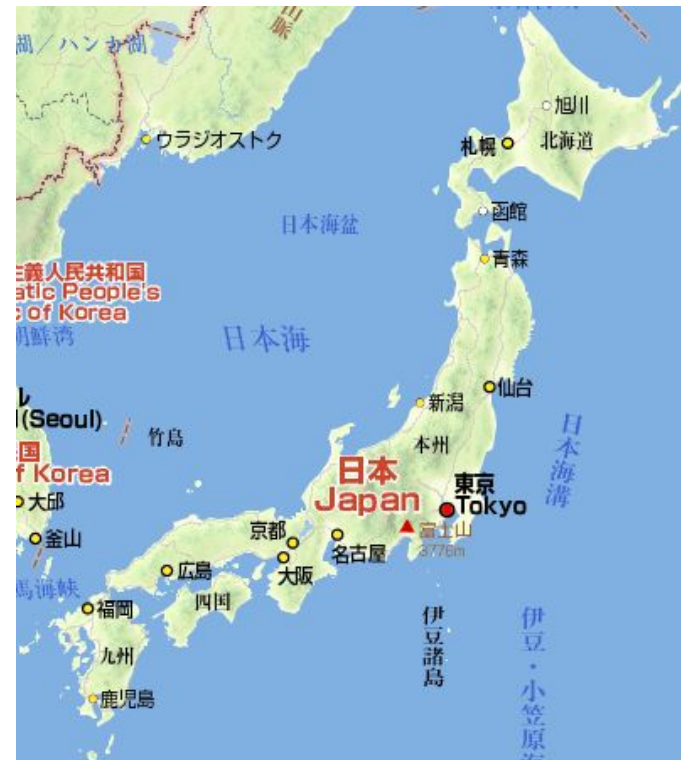 湖/ハンカ湖
山脈
旭川
ウラジオストク
札幌
北海道
函館
日本海盆
青森
主義人民共和国
atic People's
c of Korea
朝鮮湾
日本海
仙台
ル
l(Seoul)
新潟
竹島
日本海溝
本州
国
f Korea
日本
Japan
東京
Tokyo
大邱
富士山
3776m
釜山
京都
名古屋
大阪
広島
馬海峡
四国
福岡
伊豆諸島
伊豆・小笠原海
九州
鹿児島